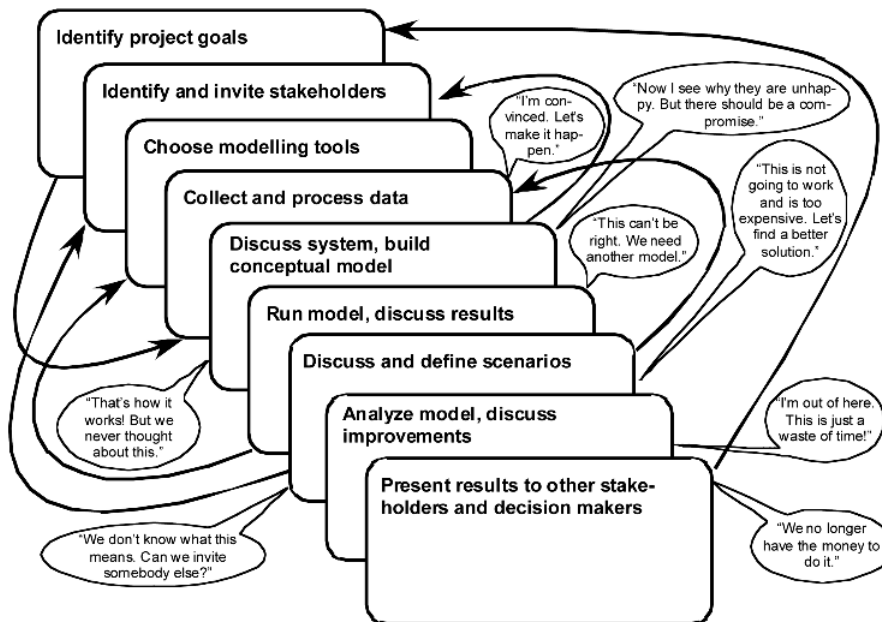 Identify project goals
Identify and invite stakeholders
Choose modelling tools
Collect and process data
Discuss system, build
conceptual model
Run model, discuss results
Discuss and define scenarios
Analyze model, discuss
improvements
Present results to other stake-
holders and decision makers
“I'm con-
vinced. Let's
make it hap-
pen.”
“Now I see why they are unhap-
py. But there should be a com-
promise.”
“This is not
going to work
and is too
expensive. Let's
find a better
solution.”
“This can't be
right. We need
another model.”
“That's how it
works! But we
never thought
about this.”
“I'm out of here.
This is just a
waste of time!”
“We don't know what this
means. Can we invite
somebody else?”
“We no longer
have the money to
do it.”